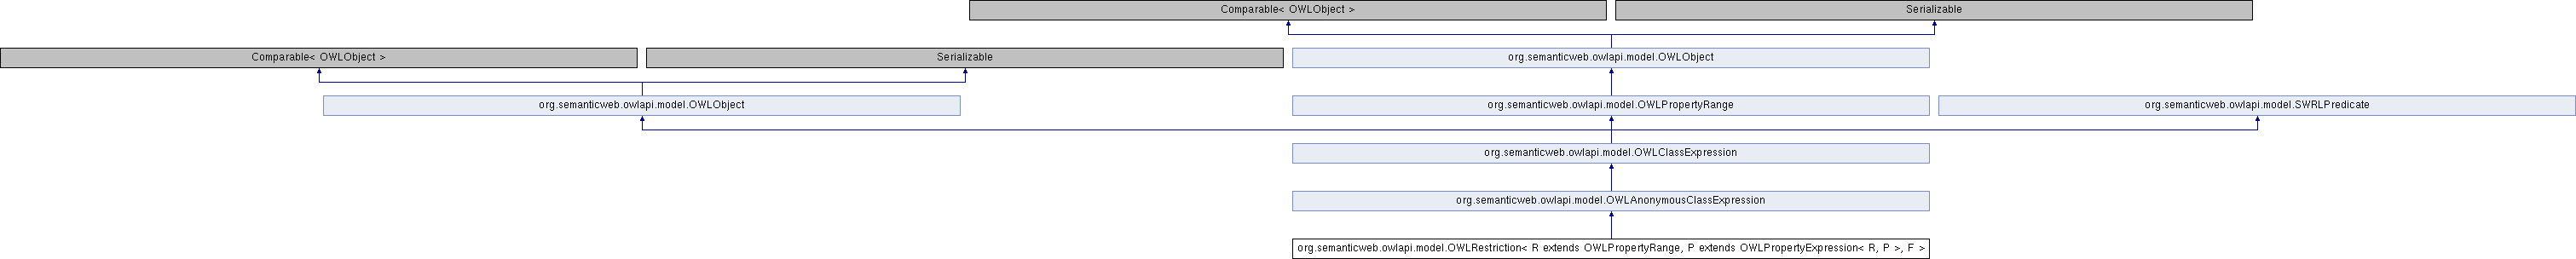 Comparable< OWLObject >
Serializable
Comparable< OWLObject >
Serializable
org.semanticweb.owlapi.model.OWLObject
org.semanticweb.owlapi.model.OWLObject
org.semanticweb.owlapi.model.OWLPropertyRange
org.semanticweb.owlapi.model.SWRLPredicate
org.semanticweb.owlapi.model.OWLClassExpression
org.semanticweb.owlapi.model.OWLAnonymousClassExpression
org.semanticweb.owlapi.model.OWLRestriction< R extends OWLPropertyRange, P extends OWLPropertyExpression< R, P >, F >